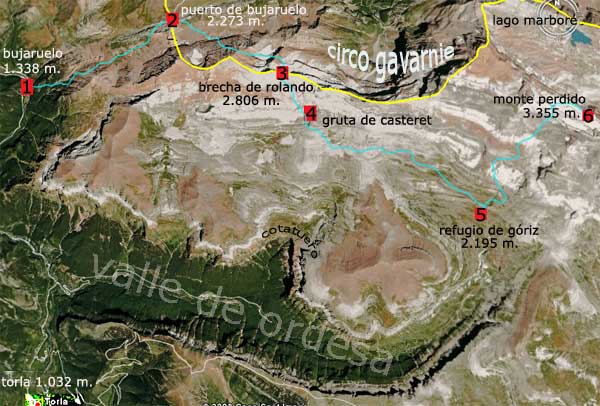 puerto de bujaruelo
2.273 m.
2
lago marboré
N
bujaruelo
1.338 m.
1
circo gavarnie
3
brecha de rolando
2.806 m.
4
gruta de casteret
monte perdido
3.355 m.
6
5
refugio de góriz
2.195 m.
cotatuero
valle de ordesa
torla 1.032 m.
Torla